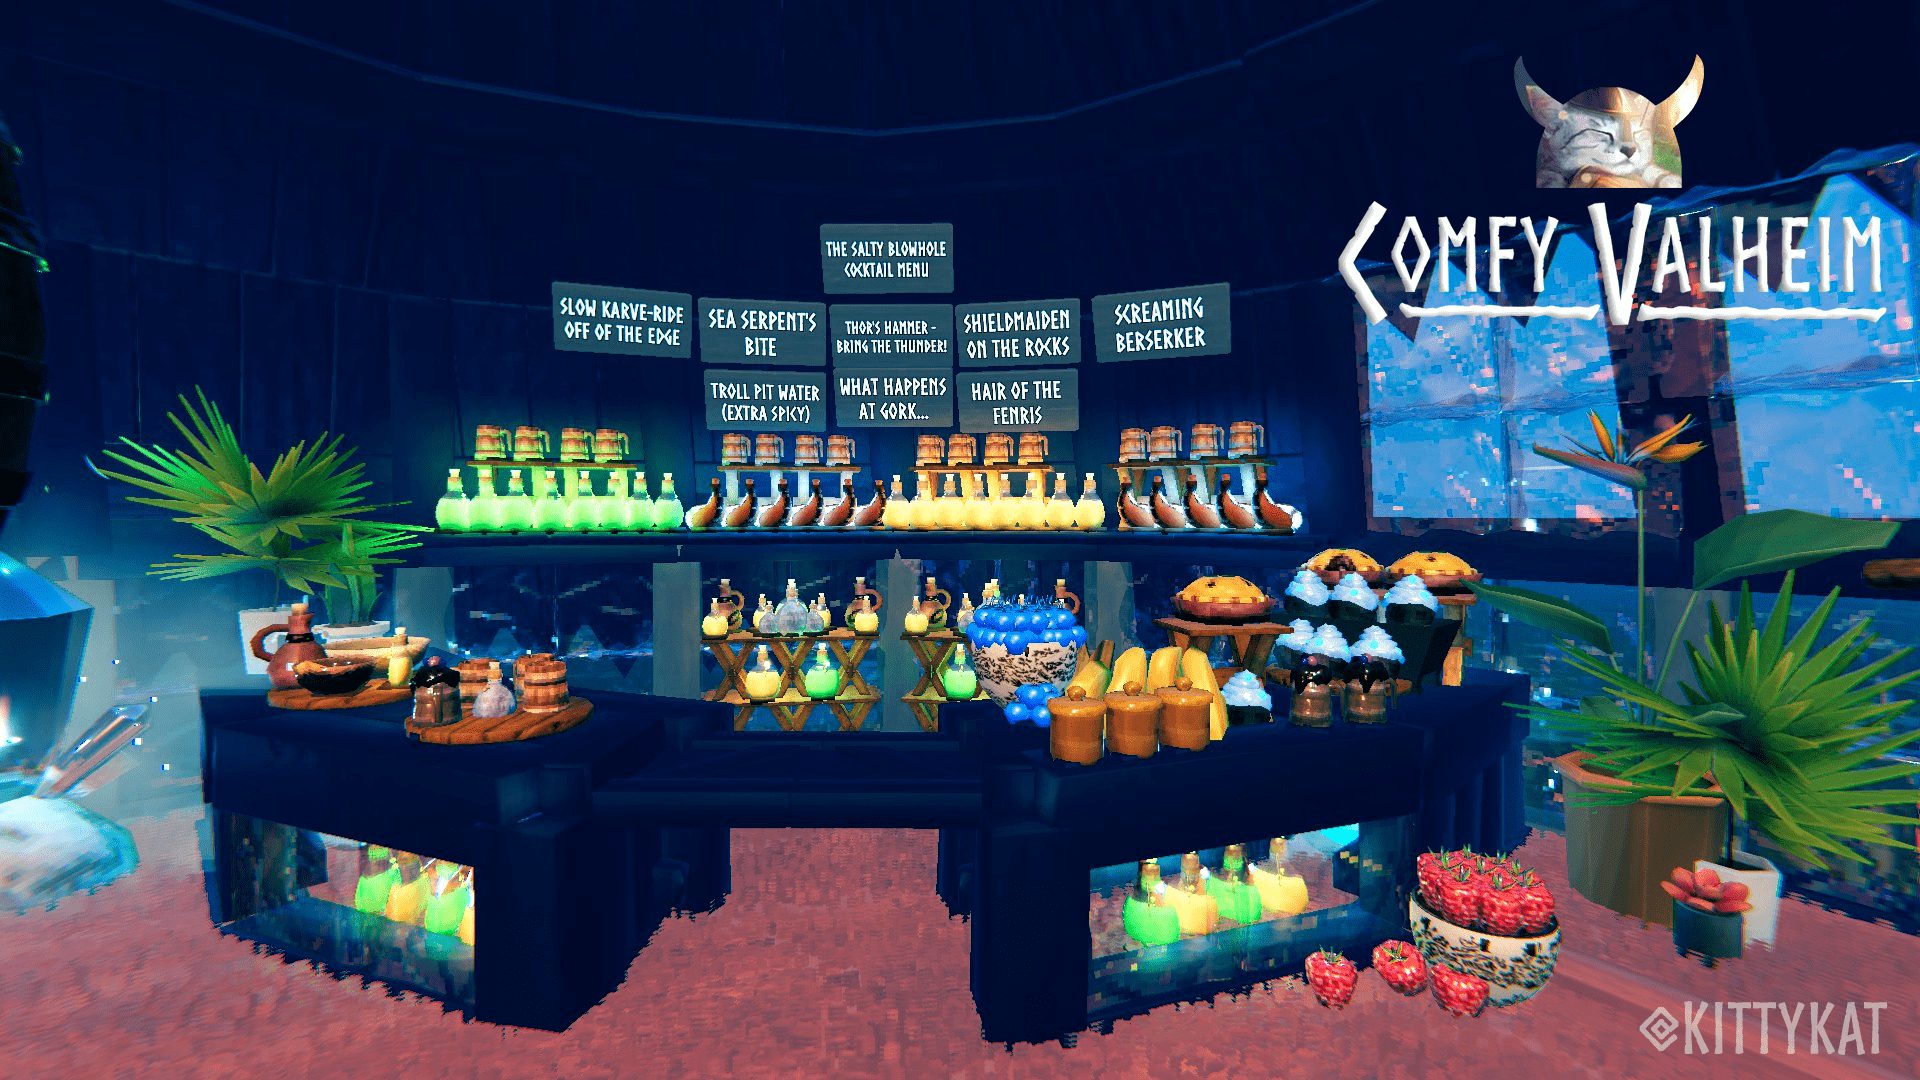 COMFY VALHEIM
THE SALTY BLOWHOLE
COCKTAIL MENU
SLOW KARVE-RIDE
OFF OF THE EDGE
SEA SERPENT'S
BITE
THOR'S HAMMER -
BRING THE THUNDER!
SHIELDMAIDEN
ON THE ROCKS
SCREAMING
BERSERKER
TROLL PIT WATER
(EXTRA SPICY)
WHAT HAPPENS
AT GORK...
HAIR OF THE
FENRIS
@KITTYKAT